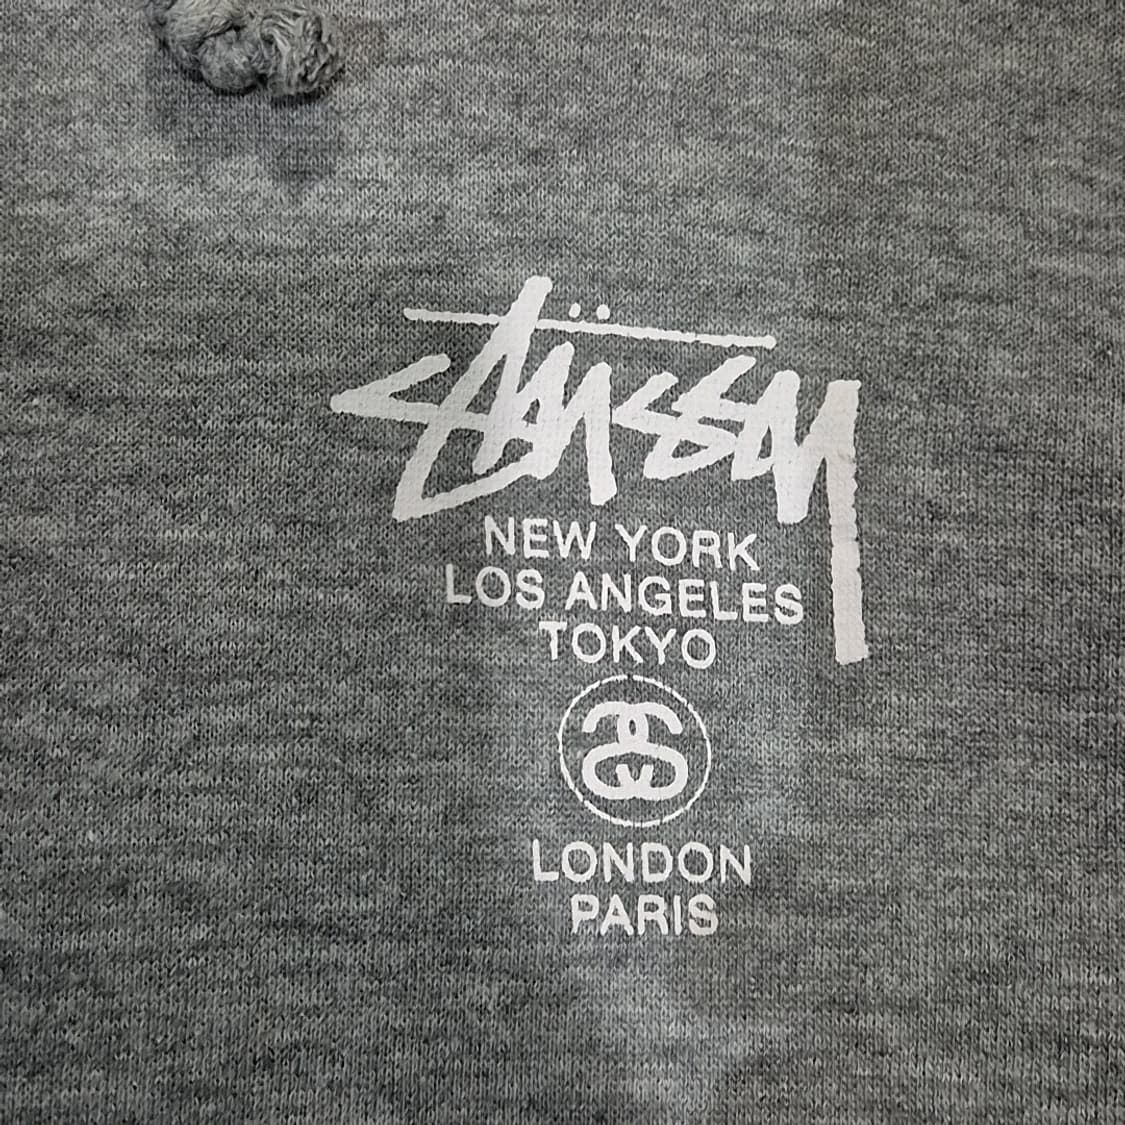 Stüssy
NEW YORK
LOS ANGELES
TOKYO
LONDON
PARIS